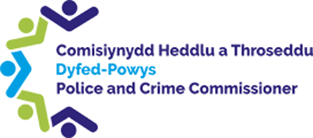 Comisiynydd Heddlu a Throseddu
Dyfed-Powys
Police and Crime Commissioner